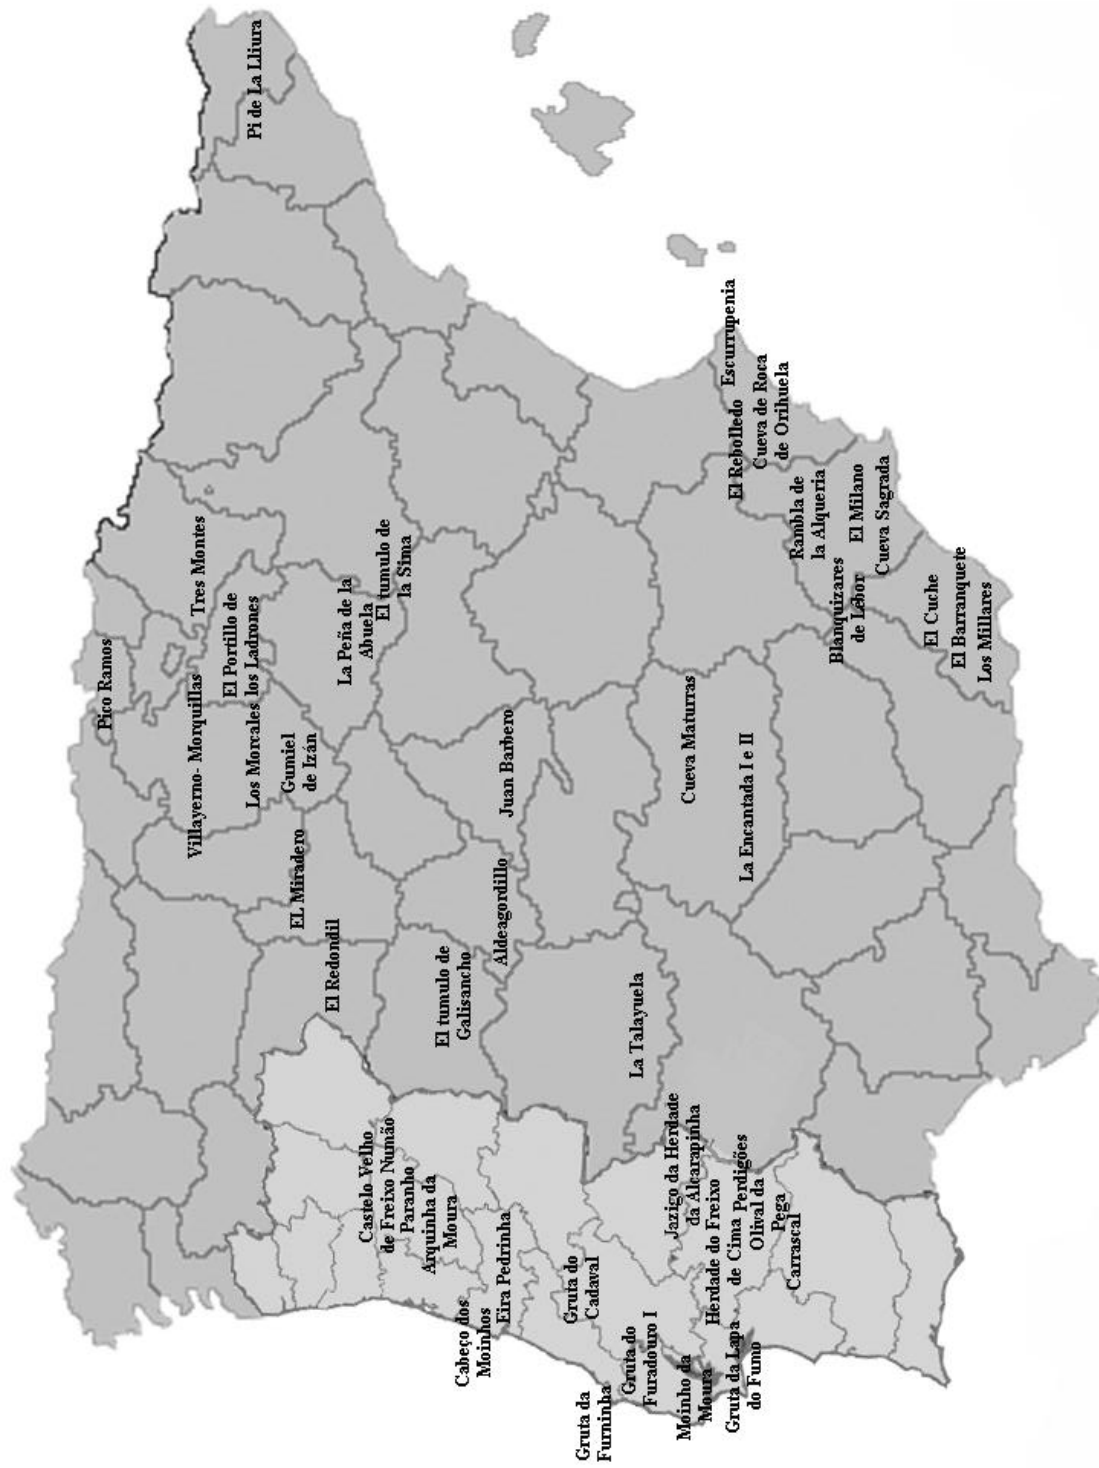 Pi de La Lliura
Pico Ramos
Tres Montes
Villayerno- Morquillas
El Portillo de
los Ladrones
Los Morcales
Gumiel
de Izán
EL Miradero
El Redondil
La Peña de la
Abuela
El tumulo de
la Sima
Juan Barbero
Aldeagordillo
El tumulo de
Galisancho
Castelo Velho
de Freixo Numão
Paranho
Arquinha da
Moura
Cabeço dos
Moinhos
Eira Pedrinha
Gruta do
Cadaval
Gruta da
Furninha
Gruta do
Furadouro I
Moinho da
Moura
Gruta da Lapa
do Fumo
La Talayuela
Jazigo da Herdade
da Alcarapinha
Herdade do Freixo
de Cima
Perdigões
Olival da
Pega
Carrascal
Cueva Maturras
La Encantada I e II
El Rebolledo
Escurrupenia
Cueva de Roca
de Orihuela
Rambla de
la Alqueria
El Milano
Cueva Sagrada
Blanquizares
de Lébor
El Cuche
El Barranquete
Los Millares